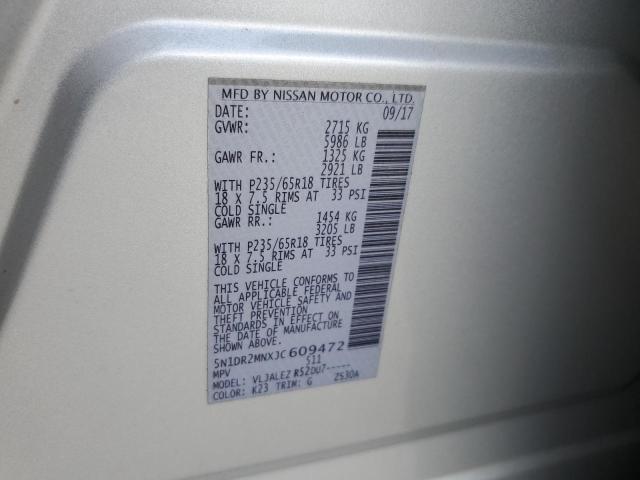 MFD BY NISSAN MOTOR CO., LTD.
DATE: 09/17
GVWR: 2715 KG
5986 LB
GAWR FR.: 1325 KG
2921 LB
WITH P235/65R18 TIRES
18 X 7.5 RIMS AT 33 PSI
COLD SINGLE
GAWR RR.: 1454 KG
3205 LB
WITH P235/65R18 TIRES
18 X 7.5 RIMS AT 33 PSI
COLD SINGLE
THIS VEHICLE CONFORMS TO
ALL APPLICABLE FEDERAL
MOTOR VEHICLE SAFETY AND
THEFT PREVENTION
STANDARDS IN EFFECT ON
THE DATE OF MANUFACTURE
SHOWN ABOVE.
5N1DR2MNXJC609472
MPV S11
MODEL: VLJALEZ R52DU7-----
COLOR: K23 TRIM: G ZS30A